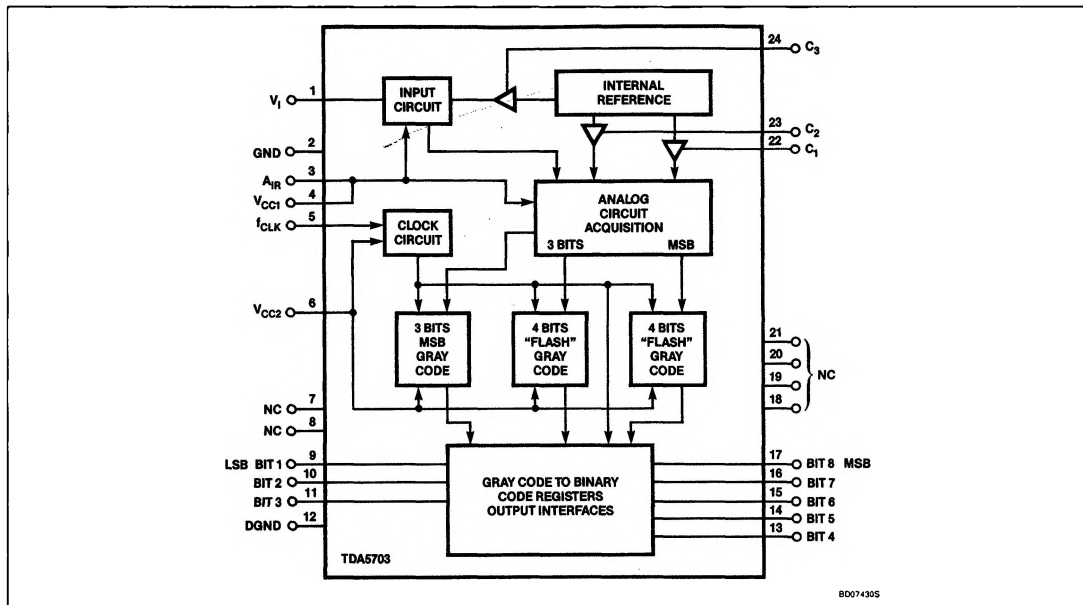 24
C3
INPUT
CIRCUIT
INTERNAL
REFERENCE
1
VI
23
C2
22
C1
2
GND
3
AIR
4
VCC1
5
fCLK
ANALOG
CIRCUIT
ACQUISITION
3 BITS MSB
CLOCK
CIRCUIT
6
VCC2
3 BITS
MSB
GRAY
CODE
4 BITS
"FLASH"
GRAY
CODE
4 BITS
"FLASH"
GRAY
CODE
21
20
19
18
NC
7
NC
8
NC
9
LSB BIT 1
10
BIT 2
11
BIT 3
12
DGND
GRAY CODE TO BINARY
CODE REGISTERS
OUTPUT INTERFACES
17
BIT 8 MSB
16
BIT 7
15
BIT 6
14
BIT 5
13
BIT 4
TDA5703
BD07430S